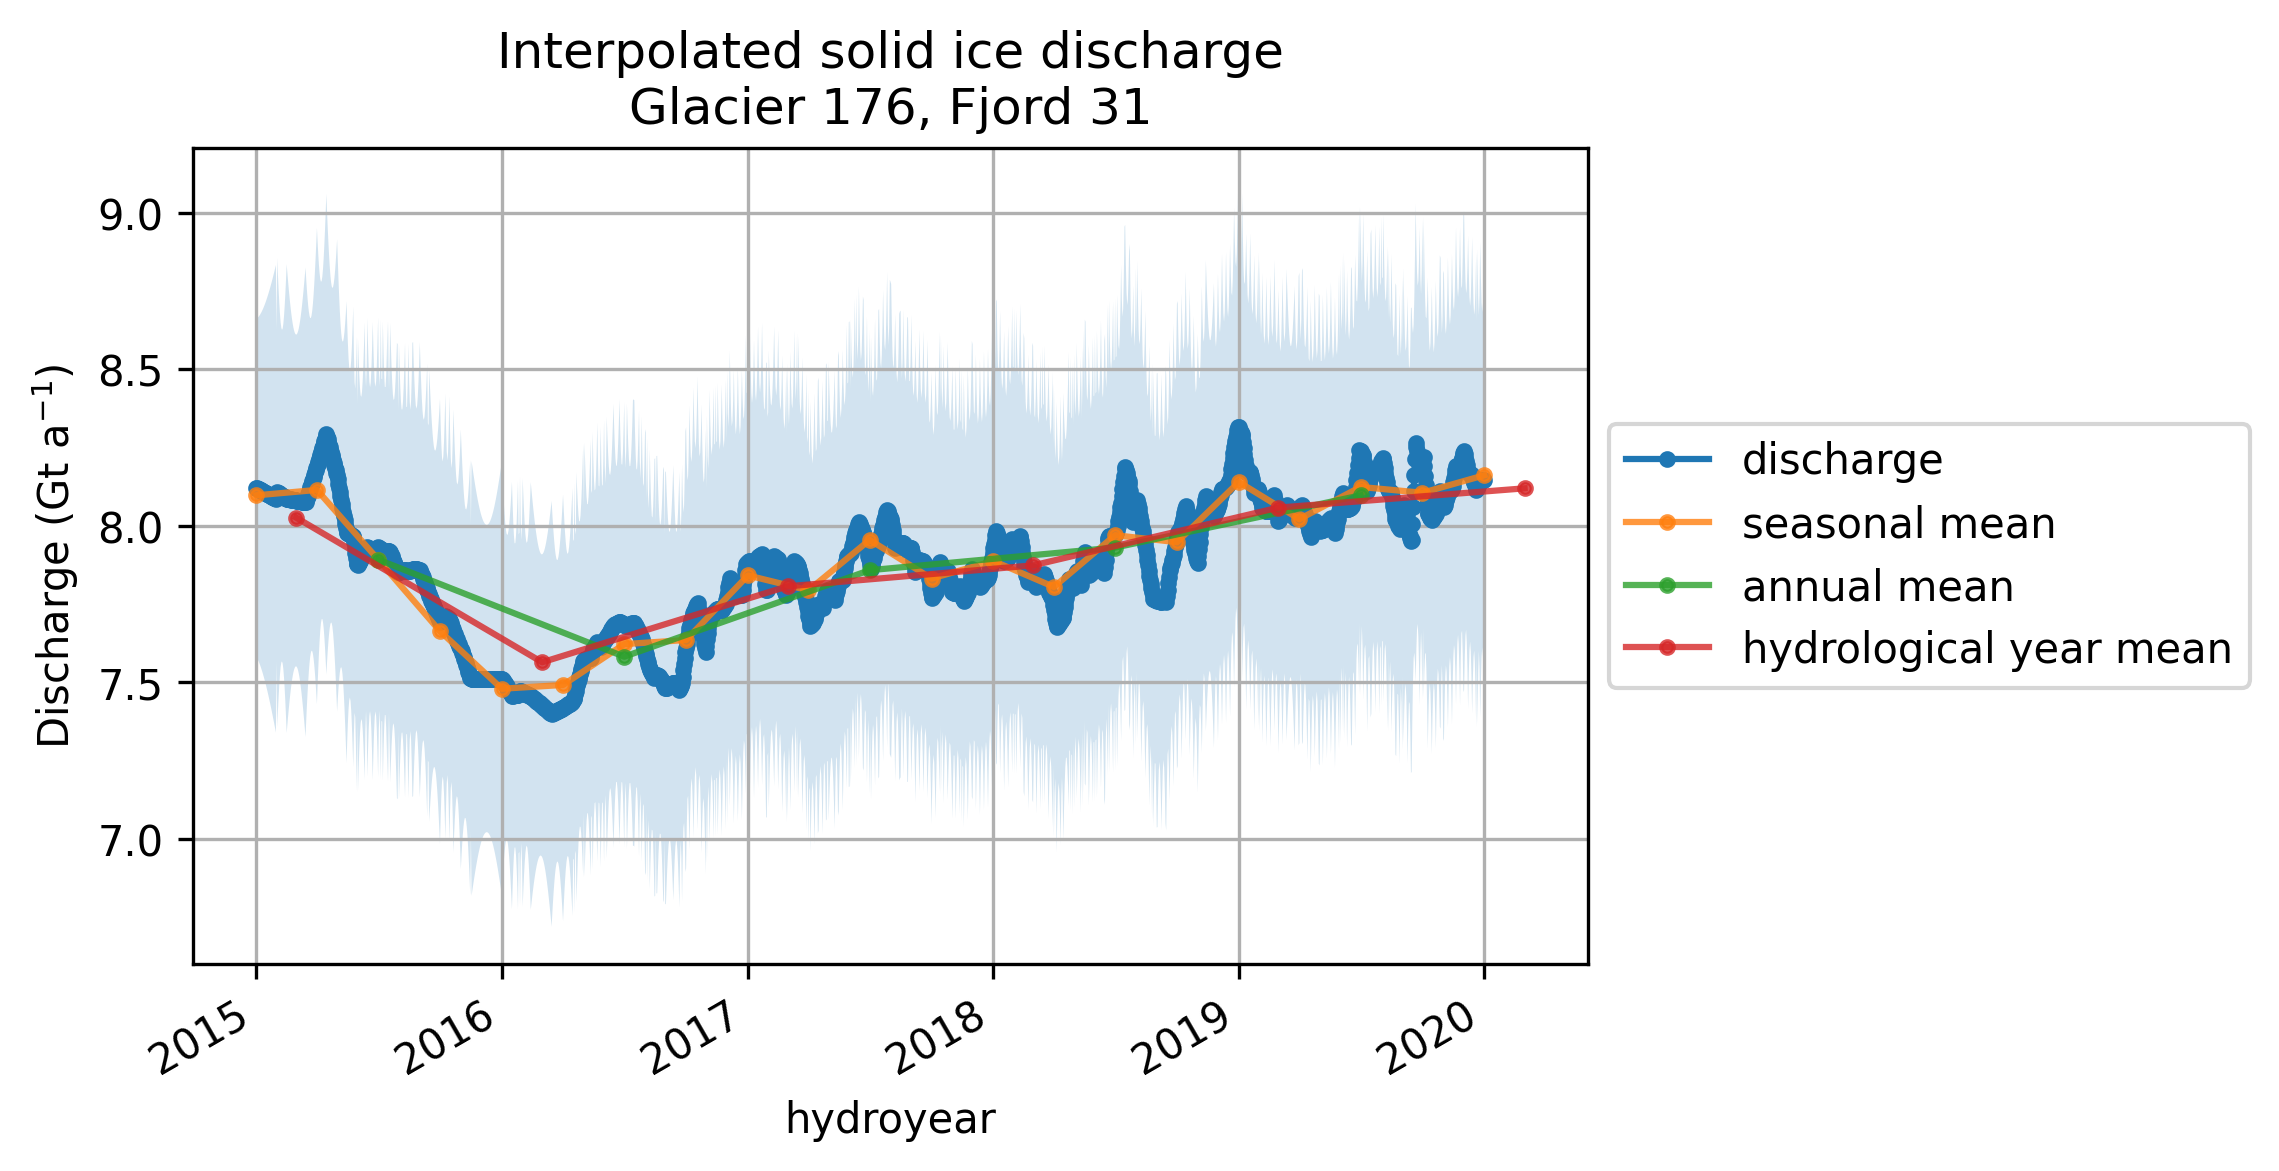 Interpolated solid ice discharge
Glacier 176, Fjord 31
Discharge (Gt a⁻¹)
9.0
8.5
8.0
7.5
7.0
2015
2016
2017
2018
2019
2020
hydroyear
discharge
seasonal mean
annual mean
hydrological year mean